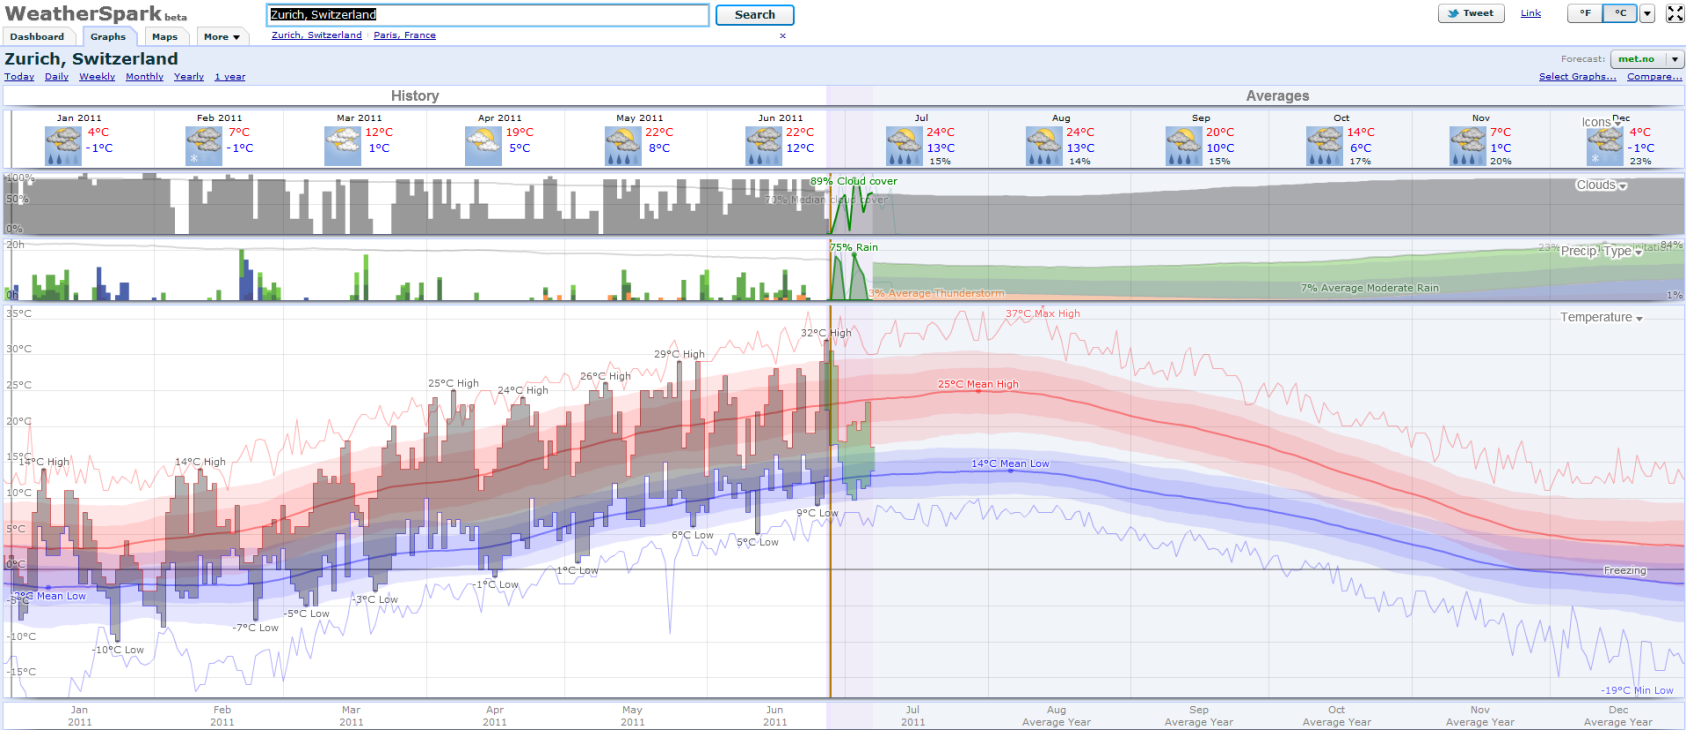 WeatherSpark beta
Zurich, Switzerland
Search
Tweet
Link
°F
°C
Dashboard
Graphs
Maps
More
Zurich, Switzerland
Paris, France
×
Zurich, Switzerland
Forecast:
met.no
Today Daily Weekly Monthly Yearly 1 year
Select Graphs... Compare...
History
Averages
Jan 2011
4°C
-1°C
Feb 2011
7°C
-1°C
Mar 2011
12°C
1°C
Apr 2011
19°C
5°C
May 2011
22°C
8°C
Jun 2011
22°C
12°C
Jul
24°C
13°C
15%
Aug
24°C
13°C
14%
Sep
20°C
10°C
15%
Oct
14°C
6°C
17%
Nov
7°C
1°C
20%
Icons
Dec
4°C
-1°C
23%
100%
50%
0%
89% Cloud cover
Median cloud cover
Clouds
20h
0h
75% Rain
3% Average Thunderstorm
7% Average Moderate Rain
23%
Precip. Type
84%
1%
35°C
30°C
25°C
20°C
15°C
10°C
5°C
0°C
-5°C
-10°C
-15°C
Temperature
37°C Max High
32°C High
29°C High
26°C High
25°C High
24°C High
25°C Mean High
14°C High
14°C High
14°C Mean Low
9°C Low
6°C Low
5°C Low
1°C Low
-1°C Low
-3°C Low
-5°C Low
-7°C Low
-10°C Low
Mean Low
Freezing
-19°C Min Low
Jan
2011
Feb
2011
Mar
2011
Apr
2011
May
2011
Jun
2011
Jul
2011
Aug
Average Year
Sep
Average Year
Oct
Average Year
Nov
Average Year
Dec
Average Year